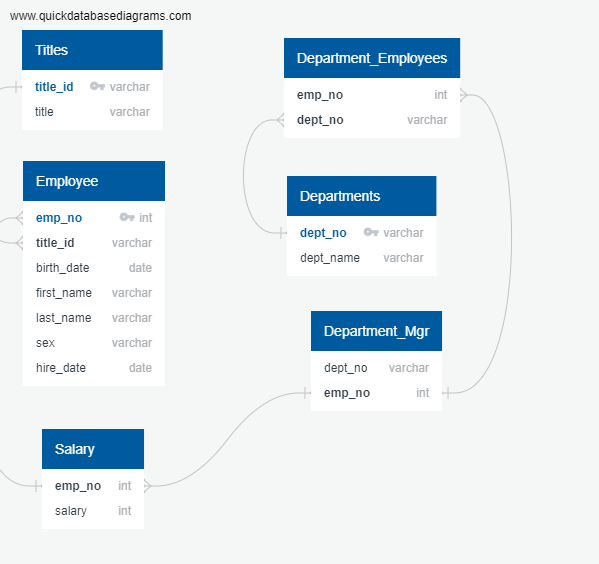 www.quickdatabasediagrams.com
Titles
title_id varchar
title varchar
Employee
emp_no int
title_id varchar
birth_date date
first_name varchar
last_name varchar
sex varchar
hire_date date
Salary
emp_no int
salary int
Department_Employees
emp_no int
dept_no varchar
Departments
dept_no varchar
dept_name varchar
Department_Mgr
dept_no varchar
emp_no int